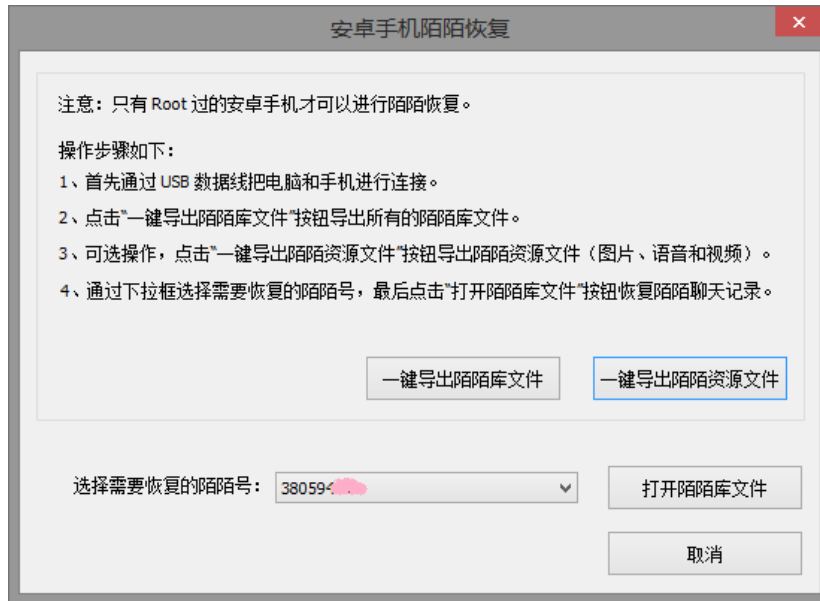 安卓手机陌陌恢复
注意：只有 Root 过的安卓手机才可以进行陌陌恢复。
操作步骤如下：
1、首先通过 USB 数据线把电脑和手机进行连接。
2、点击“一键导出陌陌库文件”按钮导出所有的陌陌库文件。
3、可选操作，点击“一键导出陌陌资源文件”按钮导出陌陌资源文件（图片、语音和视频）。
4、通过下拉框选择需要恢复的陌陌号，最后点击“打开陌陌库文件”按钮恢复陌陌聊天记录。
一键导出陌陌库文件
一键导出陌陌资源文件
选择需要恢复的陌陌号：
38059
打开陌陌库文件
取消